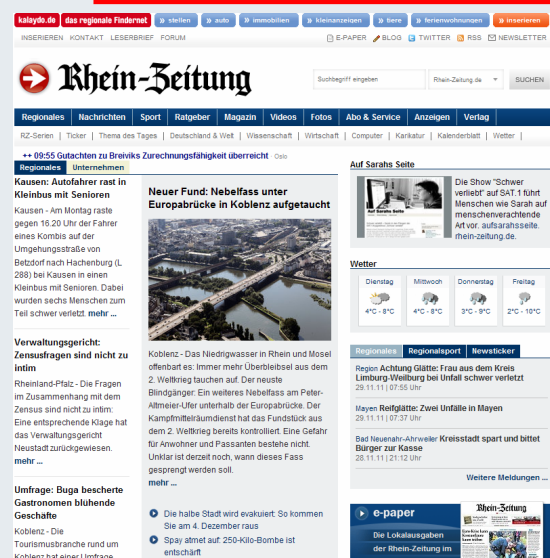 kalaydo.de das regionale Findernet » stellen » auto » immobilien » kleinanzeigen » tiere » ferienwohnungen » inserieren
INSERIEREN KONTAKT LESERBRIEF FORUM E-PAPER BLOG TWITTER RSS NEWSLETTER
Rhein-Zeitung
Suchbegriff eingeben Rhein-Zeitung.de SUCHEN
Regionales Nachrichten Sport Ratgeber Magazin Videos Fotos Abo & Service Anzeigen Verlag
RZ-Serien | Ticker | Thema des Tages | Deutschland & Welt | Wissenschaft | Wirtschaft | Computer | Karikatur | Kalenderblatt | Wetter |
++ 09:55 Gutachten zu Breiviks Zurechnungsfähigkeit überreicht Oslo
Regionales Unternehmen
Kausen: Autofahrer rast in
Kleinbus mit Senioren
Kausen - Am Montag raste
gegen 16.20 Uhr der Fahrer
eines Kombis auf der
Umgehungsstraße von
Betzdorf nach Hachenburg (L
288) bei Kausen in einen
Kleinbus mit Senioren. Dabei
wurden sechs Menschen zum
Teil schwer verletzt. mehr ...
Verwaltungsgericht:
Zensusfragen sind nicht zu
intim
Rheinland-Pfalz - Die Fragen
im Zusammenhang mit dem
Zensus sind nicht zu intim:
Eine entsprechende Klage hat
das Verwaltungsgericht
Neustadt zurückgewiesen.
mehr ...
Umfrage: Buga bescherte
Gastronomen blühende
Geschäfte
Koblenz - Die
Tourismusbranche rund um
Koblenz hat einer Umfrage
Neuer Fund: Nebelfass unter
Europabrücke in Koblenz aufgetaucht
Koblenz - Das Niedrigwasser in Rhein und Mosel
offenbart es: Immer mehr Überbleibsel aus dem
2. Weltkrieg tauchen auf. Der neuste
Blindgänger: Ein weiteres Nebelfass am Peter-
Altmeier-Ufer unterhalb der Europabrücke. Der
Kampfmittelräumdienst hat das Fundstück aus
dem 2. Weltkrieg bereits kontrolliert. Eine Gefahr
für Anwohner und Passanten bestehe nicht.
Unklar ist derzeit noch, wann dieses Fass
gesprengt werden soll.
mehr ...
Die halbe Stadt wird evakuiert: So kommen
Sie am 4. Dezember raus
Spay atmet auf: 250-Kilo-Bombe ist
entschärft
Auf Sarahs Seite
Auf Sarahs Seite
Die Show "Schwer
verliebt" auf SAT.1 führt
Menschen wie Sarah auf
menschenverachtende
Art vor. aufsarahsseite.
rhein-zeitung.de.
Wetter
Dienstag Mittwoch Donnerstag Freitag
4°C - 8°C 4°C - 8°C 3°C - 9°C 2°C - 10°C
Regionales Regionalsport Newsticker
Region Achtung Glätte: Frau aus dem Kreis
Limburg-Weilburg bei Unfall schwer verletzt
29.11.11 | 07:55 Uhr
Mayen Reifglätte: Zwei Unfälle in Mayen
29.11.11 | 07:37 Uhr
Bad Neuenahr-Ahrweiler Kreisstadt spart und bittet
Bürger zur Kasse
28.11.11 | 21:12 Uhr
Weitere Meldungen ...
e-paper
Die Lokalausgaben
der Rhein-Zeitung im
Rhein-Zeitung